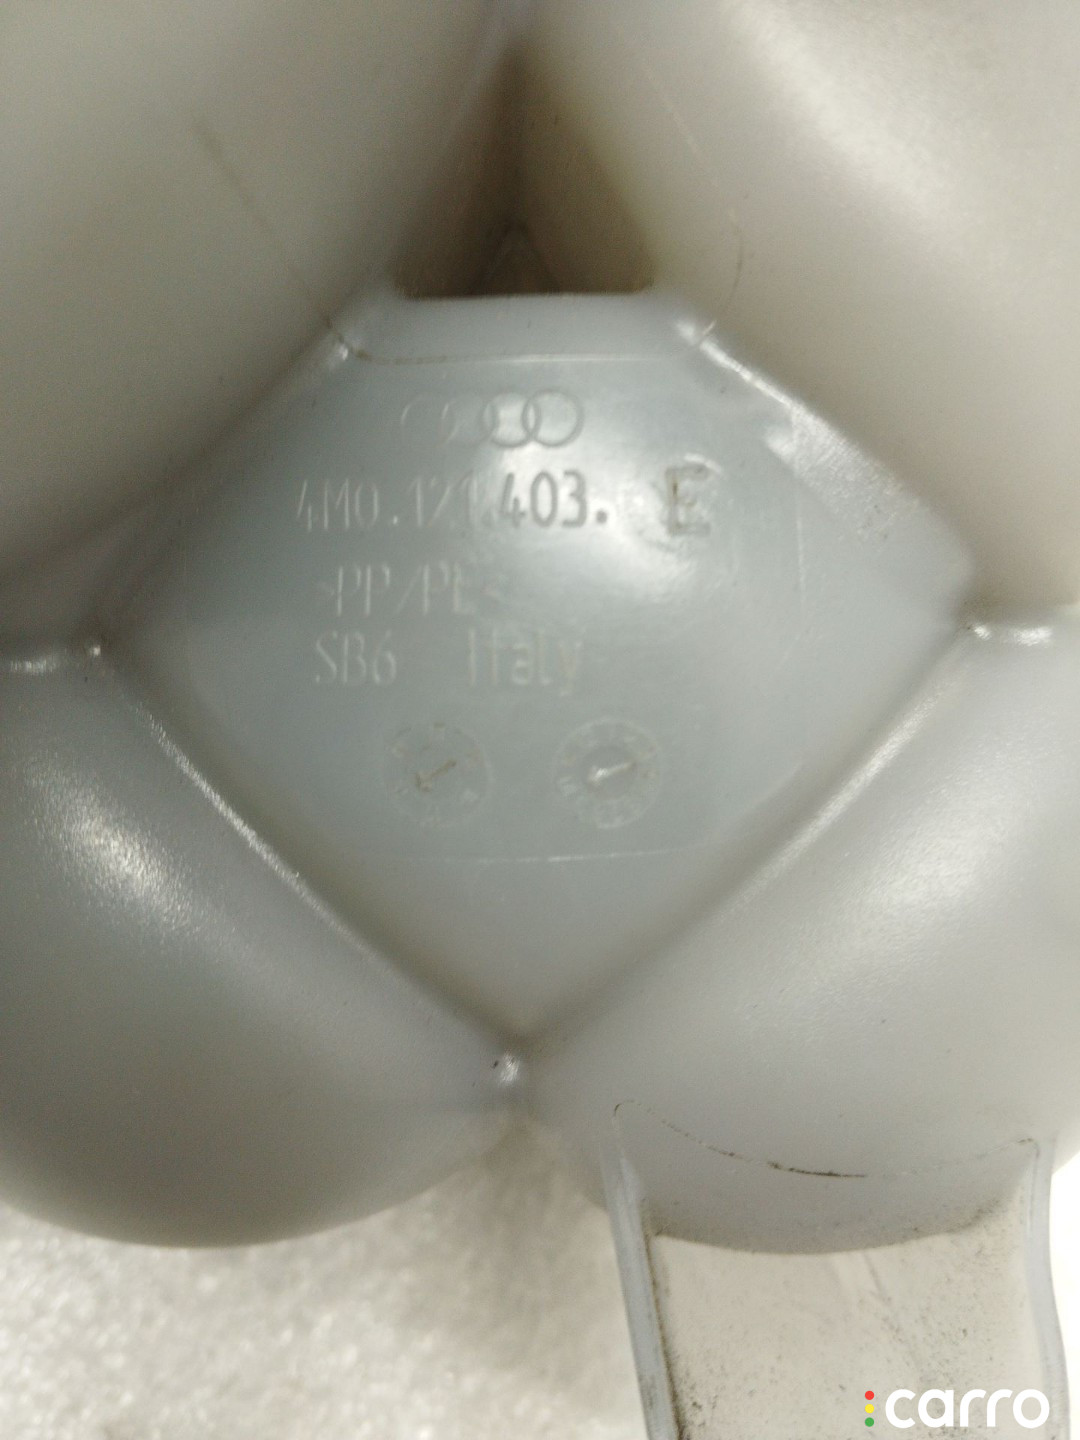 4M0.121.403. E
>PP/PE<
SB6 Italy
carro